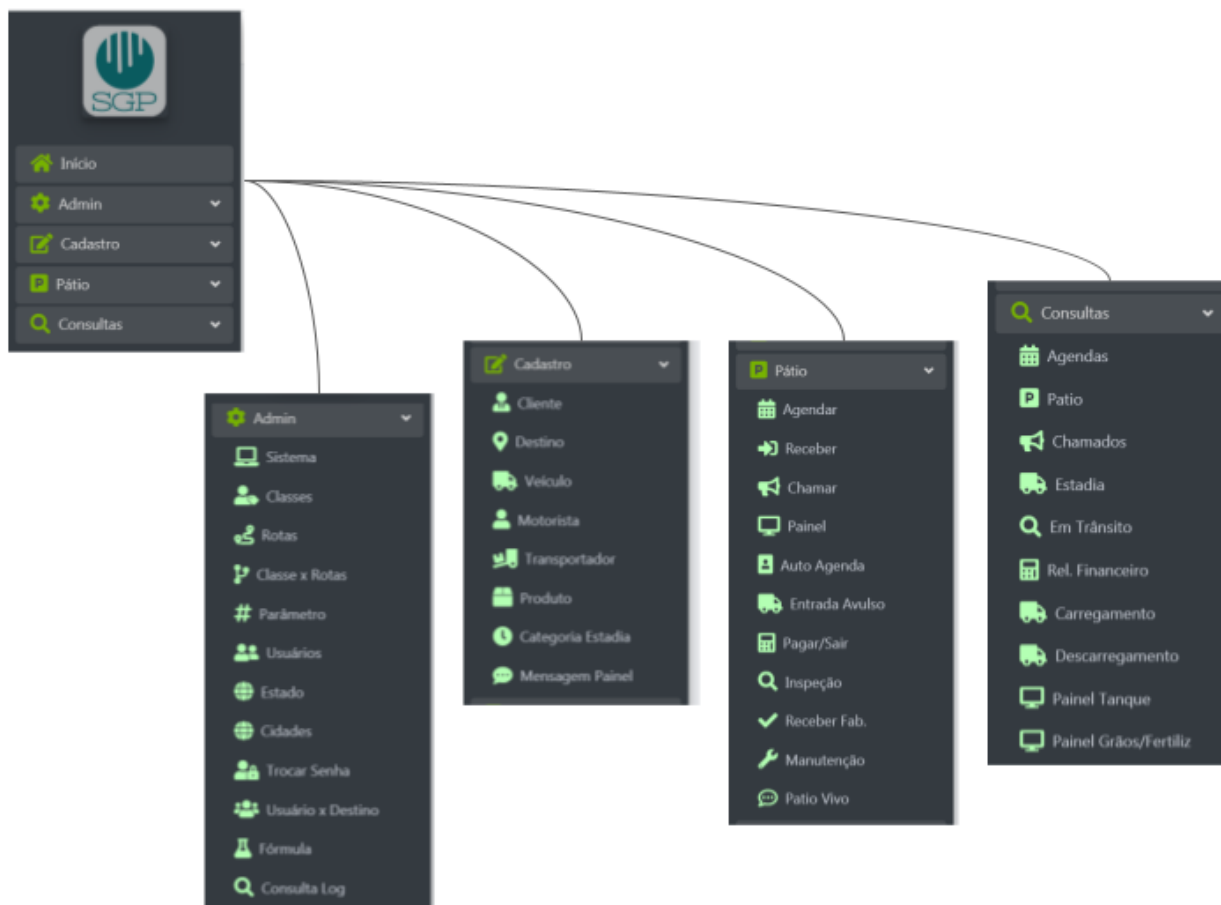 SGP
Início
Admin
Cadastro
Pátio
Consultas
Admin
Sistema
Classes
Rotas
Classe x Rotas
Parâmetro
Usuários
Estado
Cidades
Trocar Senha
Usuário x Destino
Fórmula
Consulta Log
Cadastro
Cliente
Destino
Veículo
Motorista
Transportador
Produto
Categoria Estadia
Mensagem Painel
Pátio
Agendar
Receber
Chamar
Painel
Auto Agenda
Entrada Avulso
Pagar/Sair
Inspeção
Receber Fab.
Manutenção
Patio Vivo
Consultas
Agendas
Patio
Chamados
Estadia
Em Trânsito
Rel. Financeiro
Carregamento
Descarregamento
Painel Tanque
Painel Grãos/Fertiliz